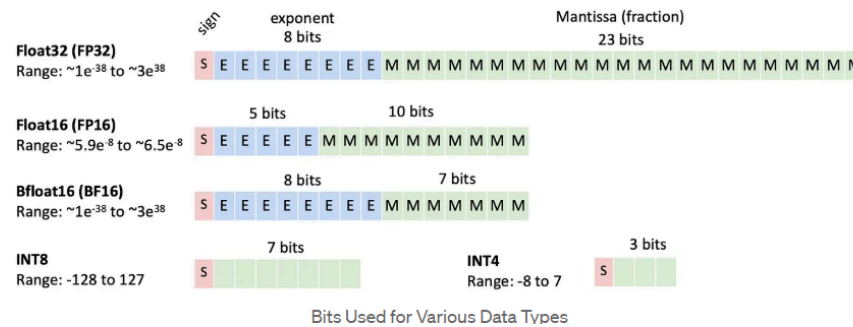 sign
exponent
8 bits
Mantissa (fraction)
23 bits
Float32 (FP32)
Range: ~1e-38 to ~3e38
S E E E E E E E E M M M M M M M M M M M M M M M M M M M M M M M
5 bits
10 bits
Float16 (FP16)
Range: ~5.9e-8 to ~6.5e-8
S E E E E E M M M M M M M M M M
8 bits
7 bits
Bfloat16 (BF16)
Range: ~1e-38 to ~3e38
S E E E E E E E E M M M M M M M
7 bits
INT8
Range: -128 to 127
S
3 bits
INT4
Range: -8 to 7
S
Bits Used for Various Data Types